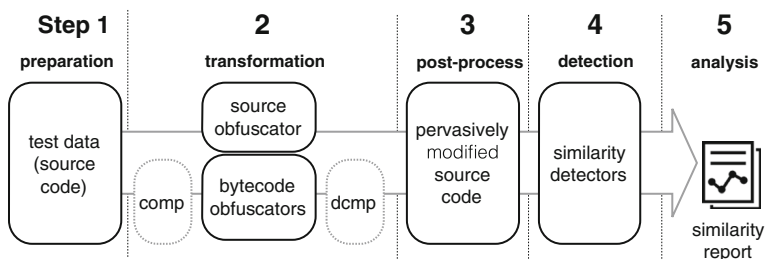 Step 1 2 3 4 5
preparation transformation post-process detection analysis
test data
(source
code)
source
obfuscator
comp
bytecode
obfuscators
dcmp
pervasively
modified
source
code
similarity
detectors
similarity
report